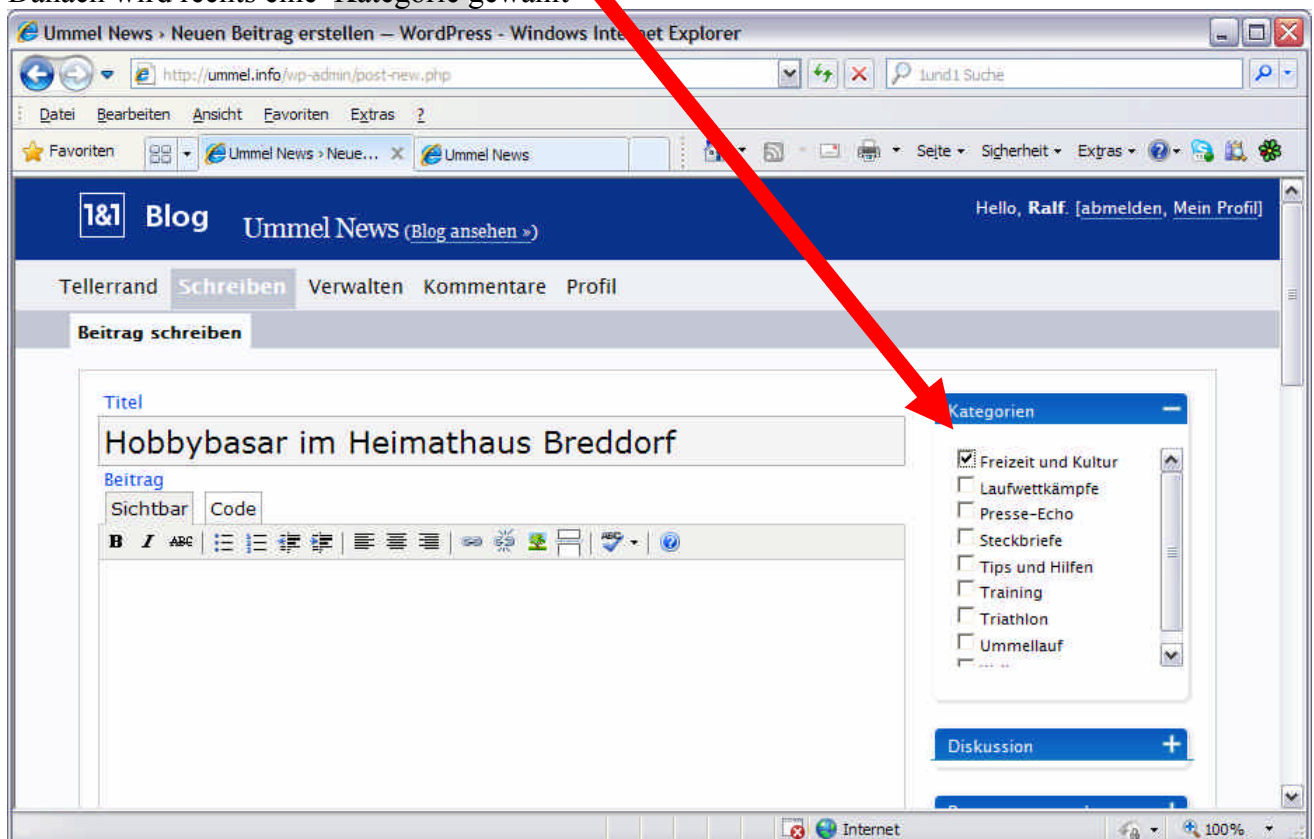 Danach wird rechts eine Kategorie gewählt
Ummel News › Neuen Beitrag erstellen — WordPress - Windows Internet Explorer
http://ummel.info/wp-admin/post-new.php
1und1 Suche
Datei Bearbeiten Ansicht Favoriten Extras ?
Favoriten Ummel News › Neue... Ummel News Seite Sicherheit Extras
1&1 Blog Ummel News (Blog ansehen »)
Hello, Ralf. [abmelden, Mein Profil]
Tellerrand Schreiben Verwalten Kommentare Profil
Beitrag schreiben
Titel
Hobbybasar im Heimathaus Breddorf
Beitrag
Sichtbar Code
B I ABC ABC
Kategorien
Freizeit und Kultur
Laufwettkämpfe
Presse-Echo
Steckbriefe
Tips und Hilfen
Training
Triathlon
Ummellauf
Diskussion
Internet 100%